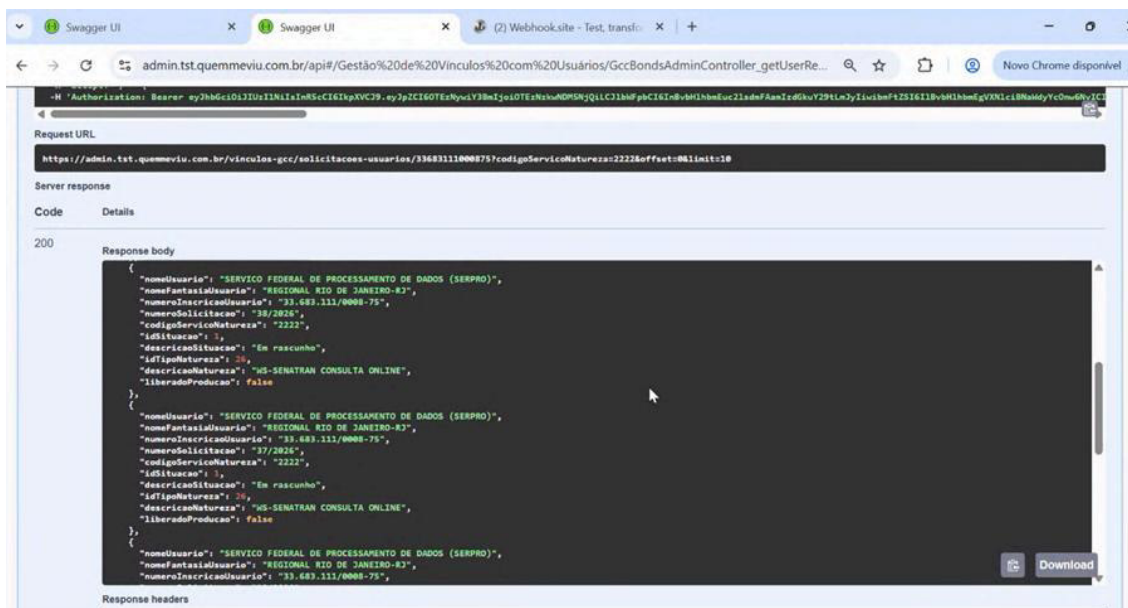 Swagger UI
Swagger UI
(2) Webhook.site - Test, transfo
admin.tst.quemmeviu.com.br/api#/Gestão%20de%20Vínculos%20com%20Usuários/GccBondsAdminController_getUserRe...
Novo Chrome disponível
-H 'Authorization: Bearer
Request URL
https://admin.tst.quemmeviu.com.br/vinculos-gcc/solicitacoes-usuarios/33683111000875?codigoServicoNatureza=2222&offset=0&limit=10
Server response
Code Details
200
Response body
{
"nomeUsuario": "SERVICO FEDERAL DE PROCESSAMENTO DE DADOS (SERPRO)",
"nomeFantasiaUsuario": "REGIONAL RIO DE JANEIRO-RJ",
"numeroInscricaoUsuario": "33.683.111/0008-75",
"numeroSolicitacao": "38/2026",
"codigoServicoNatureza": "2222",
"idSituacao": 1,
"descricaoSituacao": "Em rascunho",
"idTipoNatureza": 26,
"descricaoNatureza": "WS-SENATRAN CONSULTA ONLINE",
"liberadoProducao": false
},
{
"nomeUsuario": "SERVICO FEDERAL DE PROCESSAMENTO DE DADOS (SERPRO)",
"nomeFantasiaUsuario": "REGIONAL RIO DE JANEIRO-RJ",
"numeroInscricaoUsuario": "33.683.111/0008-75",
"numeroSolicitacao": "37/2026",
"codigoServicoNatureza": "2222",
"idSituacao": 1,
"descricaoSituacao": "Em rascunho",
"idTipoNatureza": 26,
"descricaoNatureza": "WS-SENATRAN CONSULTA ONLINE",
"liberadoProducao": false
},
{
"nomeUsuario": "SERVICO FEDERAL DE PROCESSAMENTO DE DADOS (SERPRO)",
"nomeFantasiaUsuario": "REGIONAL RIO DE JANEIRO-RJ",
"numeroInscricaoUsuario": "33.683.111/0008-75",
Download
Response headers